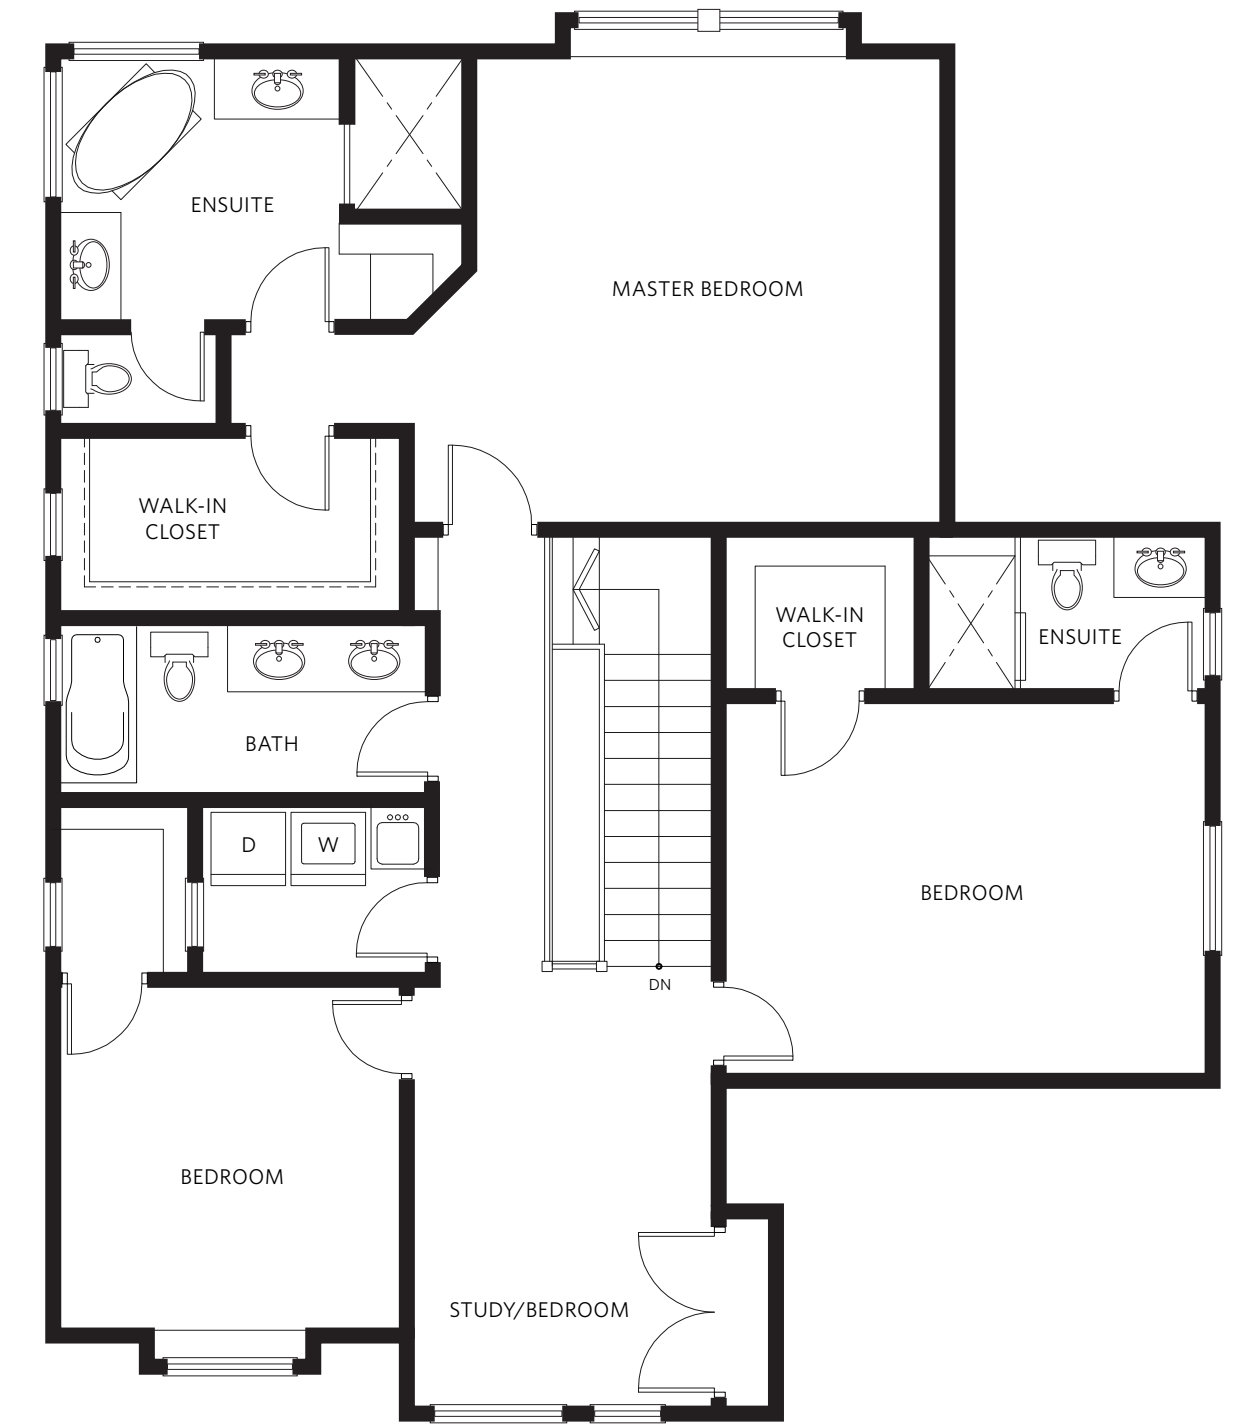 ENSUITE
MASTER BEDROOM
WALK-IN
CLOSET
WALK-IN
CLOSET
ENSUITE
BATH
D
W
BEDROOM
DN
BEDROOM
STUDY/BEDROOM